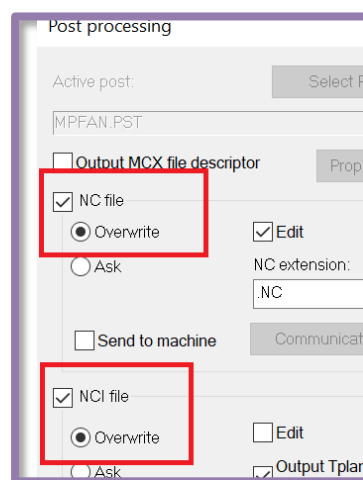 Post processing
Active post:
Select
MPFAN.PST
Output MCX file descriptor
Prop
NC file
Overwrite
Edit
Ask
NC extension:
.NC
Send to machine
Communicat
NCI file
Overwrite
Edit
Ask
Output Tplan